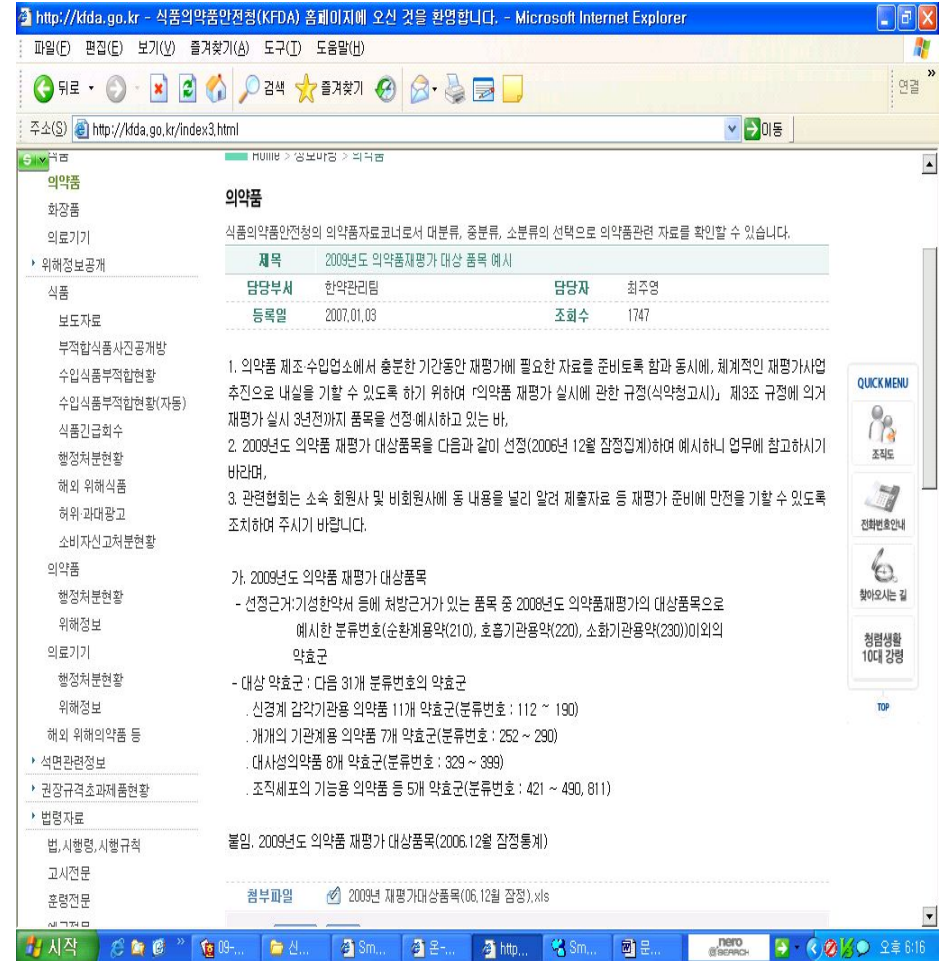 http://kfda.go.kr - 식품의약품안전청(KFDA) 홈페이지에 오신 것을 환영합니다. - Microsoft Internet Explorer
파일(F) 편집(E) 보기(V) 즐겨찾기(A) 도구(T) 도움말(H)
뒤로 검색 즐겨찾기 연결 »
주소(S) http://kfda.go.kr/index3.html 이동
식품
Home > 정보마당 > 의약품
의약품
화장품
의료기기
위해정보공개
식품
보도자료
부적합식품사진공개방
수입식품부적합현황
수입식품부적합현황(자동)
식품긴급회수
행정처분현황
해외 위해식품
허위·과대광고
소비자신고처분현황
의약품
행정처분현황
위해정보
의료기기
행정처분현황
위해정보
해외 위해의약품 등
석면관련정보
권장규격초과제품현황
법령자료
법,시행령,시행규칙
고시전문
훈령전문
의약품
식품의약품안전청의 의약품자료코너로서 대분류, 중분류, 소분류의 선택으로 의약품관련 자료를 확인할 수 있습니다.
제목 2009년도 의약품재평가 대상 품목 예시
담당부서 한약관리팀 담당자 최주영
등록일 2007.01.03 조회수 1747
1. 의약품 제조·수입업소에서 충분한 기간동안 재평가에 필요한 자료를 준비토록 함과 동시에, 체계적인 재평가사업
추진으로 내실을 기할 수 있도록 하기 위하여 「의약품 재평가 실시에 관한 규정(식약청고시)」 제3조 규정에 의거
재평가 실시 3년전까지 품목을 선정·예시하고 있는 바,
2. 2009년도 의약품 재평가 대상품목을 다음과 같이 선정(2006년 12월 잠정집계)하여 예시하니 업무에 참고하시기
바라며,
3. 관련협회는 소속 회원사 및 비회원사에 동 내용을 널리 알려 제출자료 등 재평가 준비에 만전을 기할 수 있도록
조치하여 주시기 바랍니다.
가. 2009년도 의약품 재평가 대상품목
- 선정근거:기성한약서 등에 처방근거가 있는 품목 중 2008년도 의약품재평가의 대상품목으로
예시한 분류번호(순환계용약(210), 호흡기관용약(220), 소화기관용약(230))이외의
약효군
- 대상 약효군 : 다음 31개 분류번호의 약효군
. 신경계 감각기관용 의약품 11개 약효군(분류번호 : 112 ~ 190)
. 개개의 기관계용 의약품 7개 약효군(분류번호 : 252 ~ 290)
. 대사성의약품 8개 약효군(분류번호 : 329 ~ 399)
. 조직세포의 기능용 의약품 등 5개 약효군(분류번호 : 421 ~ 490, 811)
붙임. 2009년도 의약품 재평가 대상품목(2006.12월 잠정통계)
첨부파일 2009년 재평가대상품목(06.12월 잠정).xls
QUICK MENU
조직도
전화번호안내
찾아오시는 길
청렴생활
10대 강령
TOP
시작 » 09-... 신... Sm... 온-... http... Sm... 문... nero SEARCH 오후 6:16